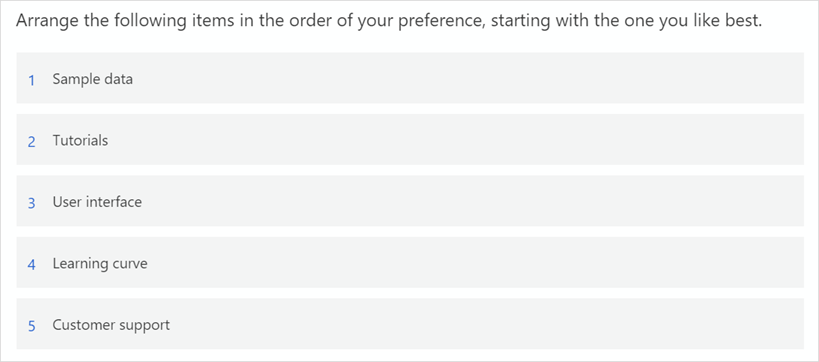 Arrange the following items in the order of your preference, starting with the one you like best.
1 Sample data
2 Tutorials
3 User interface
4 Learning curve
5 Customer support